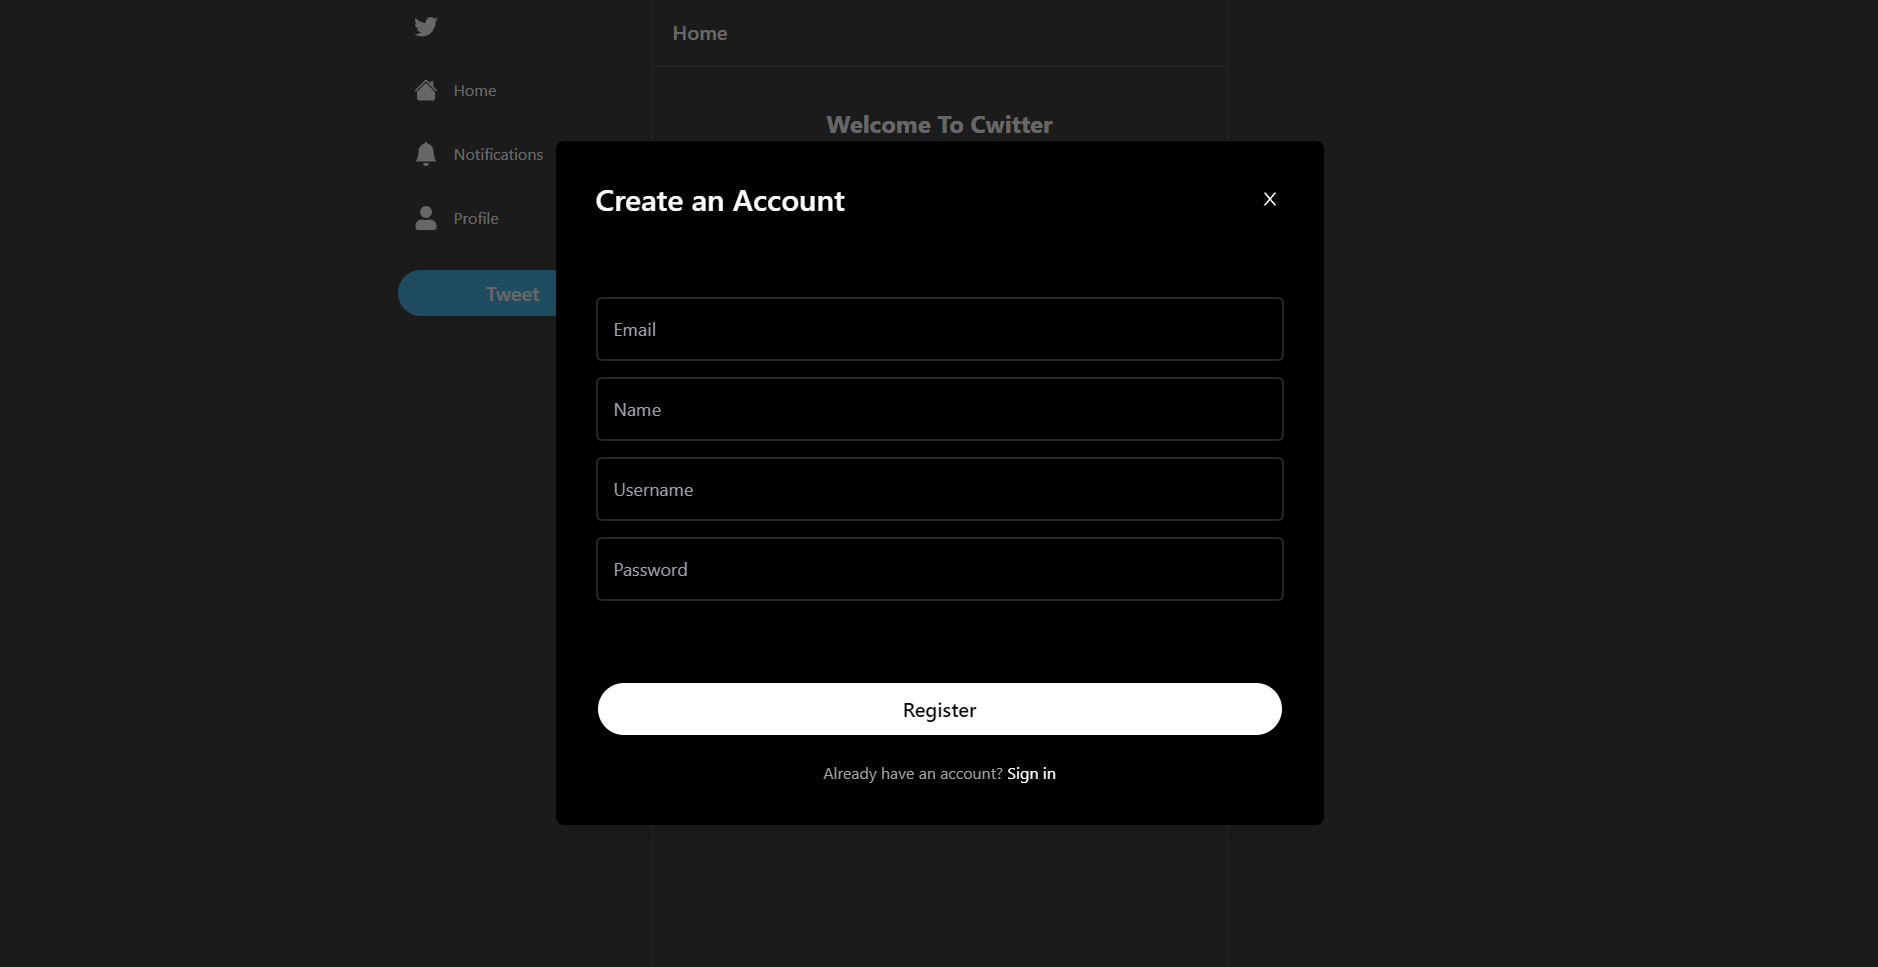 Home
Home
Welcome To Cwitter
Notifications
Profile
Tweet
Create an Account
X
Email
Name
Username
Password
Register
Already have an account? Sign in